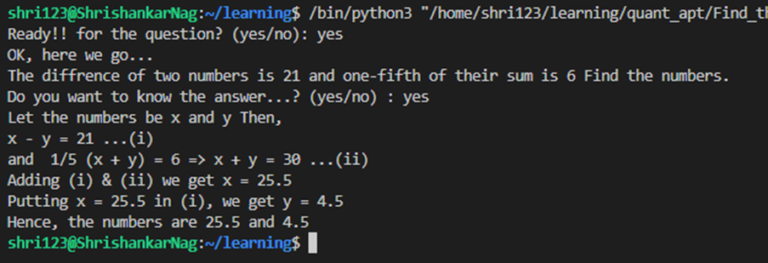 shri123@ShrishankarNag:~/learning$ /bin/python3 "/home/shri123/learning/quant_apt/Find_th
Ready!! for the question? (yes/no): yes
OK, here we go...
The diffrence of two numbers is 21 and one-fifth of their sum is 6 Find the numbers.
Do you want to know the answer...? (yes/no) : yes
Let the numbers be x and y Then,
x - y = 21 ...(i)
and  1/5 (x + y) = 6 => x + y = 30 ...(ii)
Adding (i) & (ii) we get x = 25.5
Putting x = 25.5 in (i), we get y = 4.5
Hence, the numbers are 25.5 and 4.5
shri123@ShrishankarNag:~/learning$